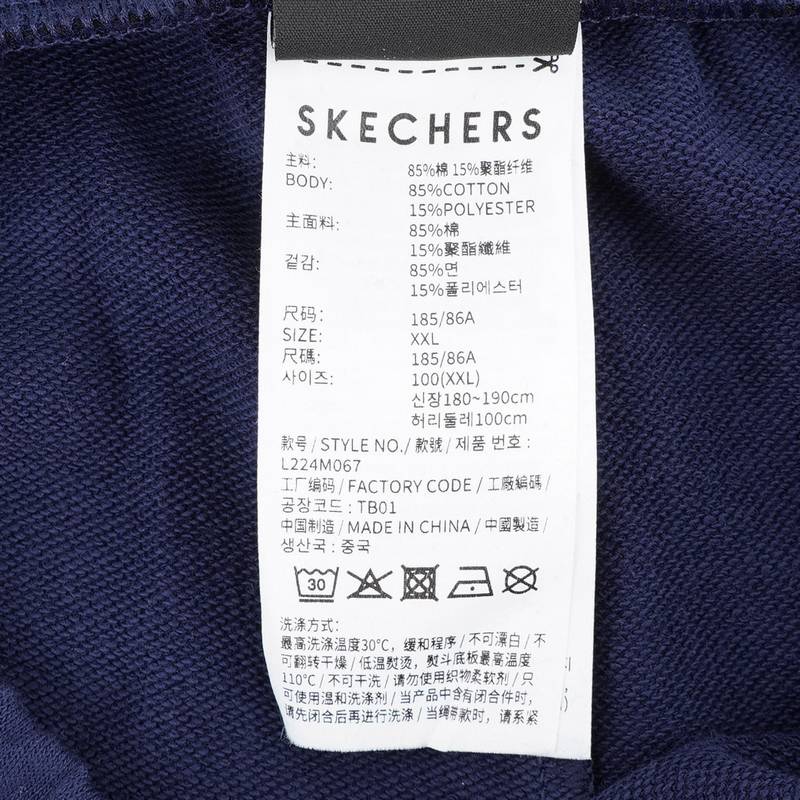 SKECHERS
主料: 85%棉 15%聚酯纤维
BODY: 85%COTTON
15%POLYESTER
主面料: 85%棉
15%聚酯纖維
겉감: 85%면
15%폴리에스터
尺码: 185/86A
SIZE: XXL
尺碼: 185/86A
사이즈: 100(XXL)
신장180~190cm
허리둘레100cm
款号 / STYLE NO./ 款號 / 제품 번호 :
L224M067
工厂编码 / FACTORY CODE / 工廠編碼 /
공장코드 : TB01
中国制造 / MADE IN CHINA / 中國製造 /
생산국 : 중국
30
洗涤方式:
最高洗涤温度30℃, 缓和程序 / 不可漂白 / 不
可翻转干燥 / 低温熨烫, 熨斗底板最高温度
110℃ / 不可干洗 / 请勿使用织物柔软剂 / 只
可使用温和洗涤剂 / 当产品中含有闭合件时,
请先闭合后再进行洗涤 / 当绳带款时, 请系紧